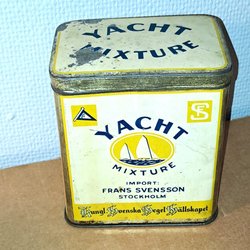 YACHT
MIXTURE
S
YACHT
MIXTURE
IMPORT:
FRANS SVENSSON
STOCKHOLM
Kungl. Svenska Segel Sällskapet